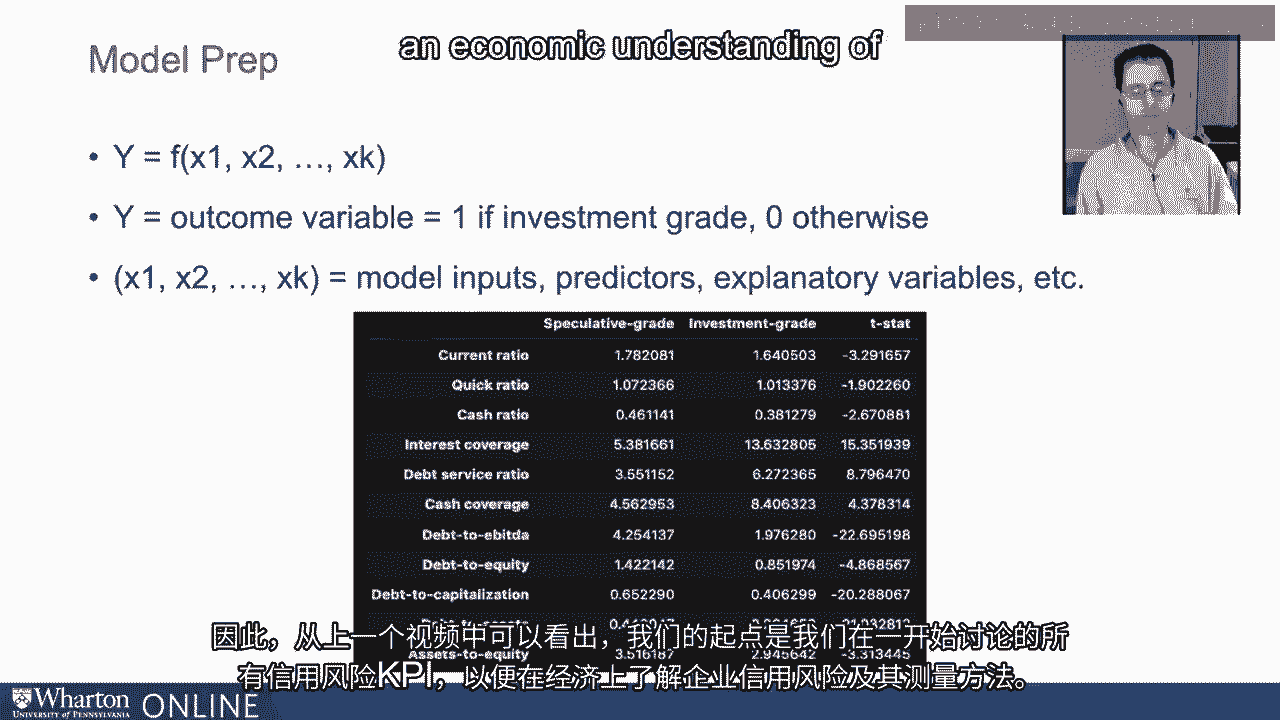 an economic understanding of
Model Prep
• Y = f(x1, x2, …, xk)
• Y = outcome variable = 1 if investment grade, 0 otherwise
• (x1, x2, …, xk) = model inputs, predictors, explanatory variables, etc.
Speculative-grade Investment-grade t-stat
Current ratio 1.782081 1.640503 -3.291657
Quick ratio 1.072366 1.013376 -1.902260
Cash ratio 0.461141 0.381279 -2.670881
Interest coverage 5.381661 13.632805 15.351939
Debt service ratio 3.551152 6.272365 8.796470
Cash coverage 4.562953 8.406323 4.378314
Debt-to-ebitda 4.254137 1.976280 -22.695198
Debt-to-equity 1.422142 0.851974 -4.868567
Debt-to-capitalization 0.652290 0.406299 -20.288067
Assets-to-equity 3.516187 2.945642 -3.313445
因此，从上一个视频中可以看出，我们的起点是我们在一开始讨论的所
有信用风险KPI，以便在经济上了解企业信用风险及其测量方法。
Wharton ONLINE
UNIVERSITY of PENNSYLVANIA